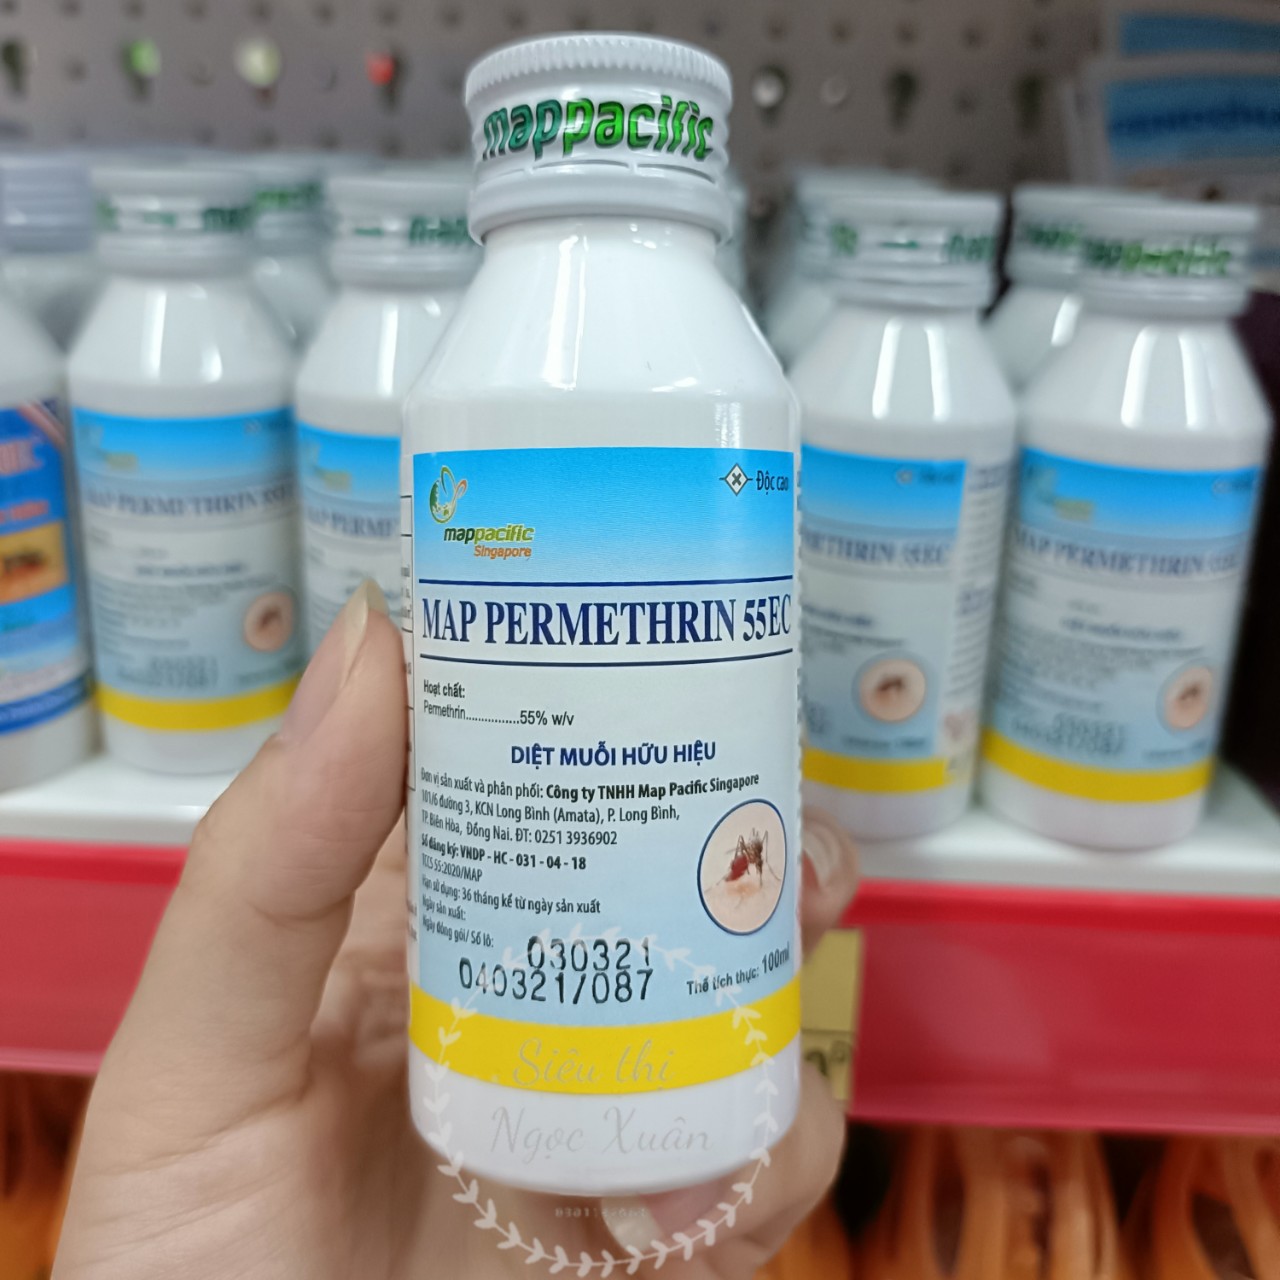 mappacific
mappacific
Singapore
Độc cao
MAP PERMETHRIN 55EC
Hoạt chất:
Permethrin...............55% w/v
DIỆT MUỖI HỮU HIỆU
Đơn vị sản xuất và phân phối: Công ty TNHH Map Pacific Singapore
101/6 đường 3, KCN Long Bình (Amata), P. Long Bình,
TP. Biên Hòa, Đồng Nai. ĐT: 0251 3936902
Số đăng ký: VNDP - HC - 031 - 04 - 18
TCCS 55:2020/MAP
Hạn sử dụng: 36 tháng kể từ ngày sản xuất
Ngày sản xuất:
Ngày đóng gói/ Số lô:
030321
040321/087
Thể tích thực: 100ml
Siêu thị
Ngọc Xuân
MAP PERMETHRIN 55EC
MAP PERMETHRIN 55EC